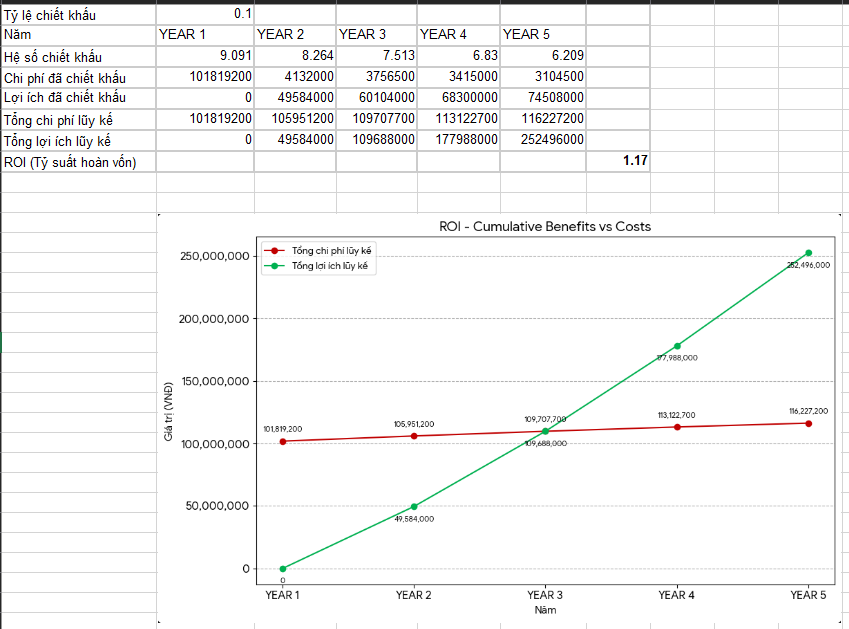 Tỷ lệ chiết khấu 0.1
Năm YEAR 1 YEAR 2 YEAR 3 YEAR 4 YEAR 5
Hệ số chiết khấu 9.091 8.264 7.513 6.83 6.209
Chi phí đã chiết khấu 101819200 4132000 3756500 3415000 3104500
Lợi ích đã chiết khấu 0 49584000 60104000 68300000 74508000
Tổng chi phí lũy kế 101819200 105951200 109707700 113122700 116227200
Tổng lợi ích lũy kế 0 49584000 109688000 177988000 252496000
ROI (Tỷ suất hoàn vốn) 1.17
ROI - Cumulative Benefits vs Costs
Tổng chi phí lũy kế
Tổng lợi ích lũy kế
250,000,000
200,000,000
150,000,000
100,000,000
50,000,000
0
Giá trị (VNĐ)
101,819,200
105,951,200
109,707,700
113,122,700
116,227,200
0
49,584,000
109,688,000
177,988,000
252,496,000
YEAR 1 YEAR 2 YEAR 3 YEAR 4 YEAR 5
Năm